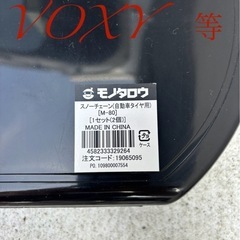 VOXY 等
モノタロウ
スノーチェーン(自動車タイヤ用)
[M-80]
[1セット(2個)]
MADE IN CHINA
4582333329264
ケース
注文コード: 19065095
PO. 109800007554